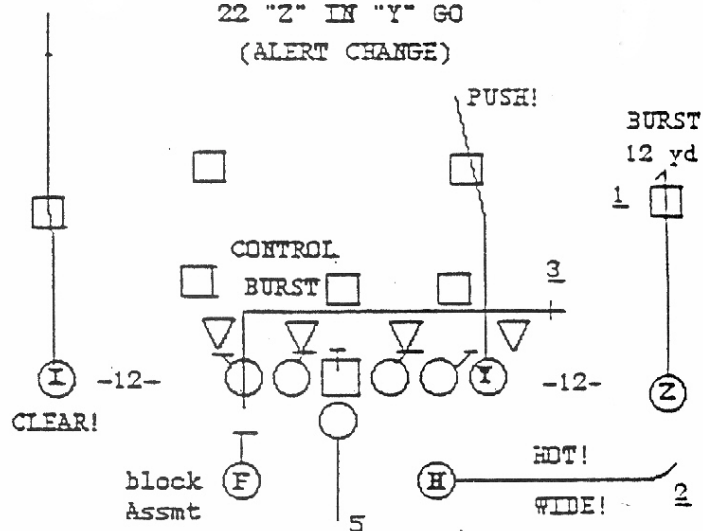 22 "Z" IN "Y" GO
(ALERT CHANGE)
PUSH!
BURST
12 yd
1
CONTROL
BURST
3
I
-12-
Y
-12-
Z
CLEAR!
HOT!
block
Assmt
F
H
WIDE!
2
5